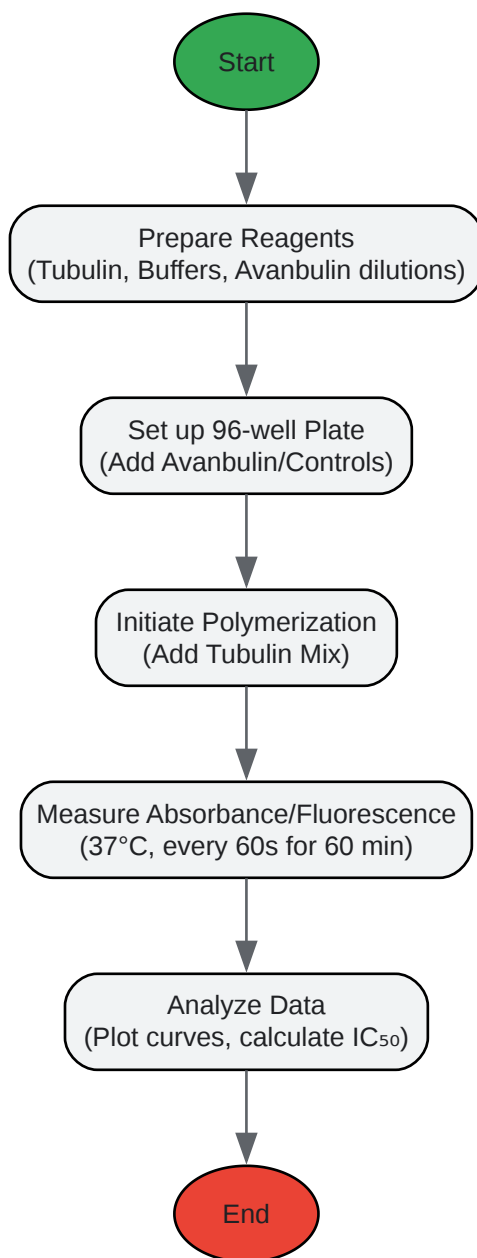 Start
Prepare Reagents
(Tubulin, Buffers, Avanbulin dilutions)
Set up 96-well Plate
(Add Avanbulin/Controls)
Initiate Polymerization
(Add Tubulin Mix)
Measure Absorbance/Fluorescence
(37°C, every 60s for 60 min)
Analyze Data
(Plot curves, calculate IC₅₀)
End